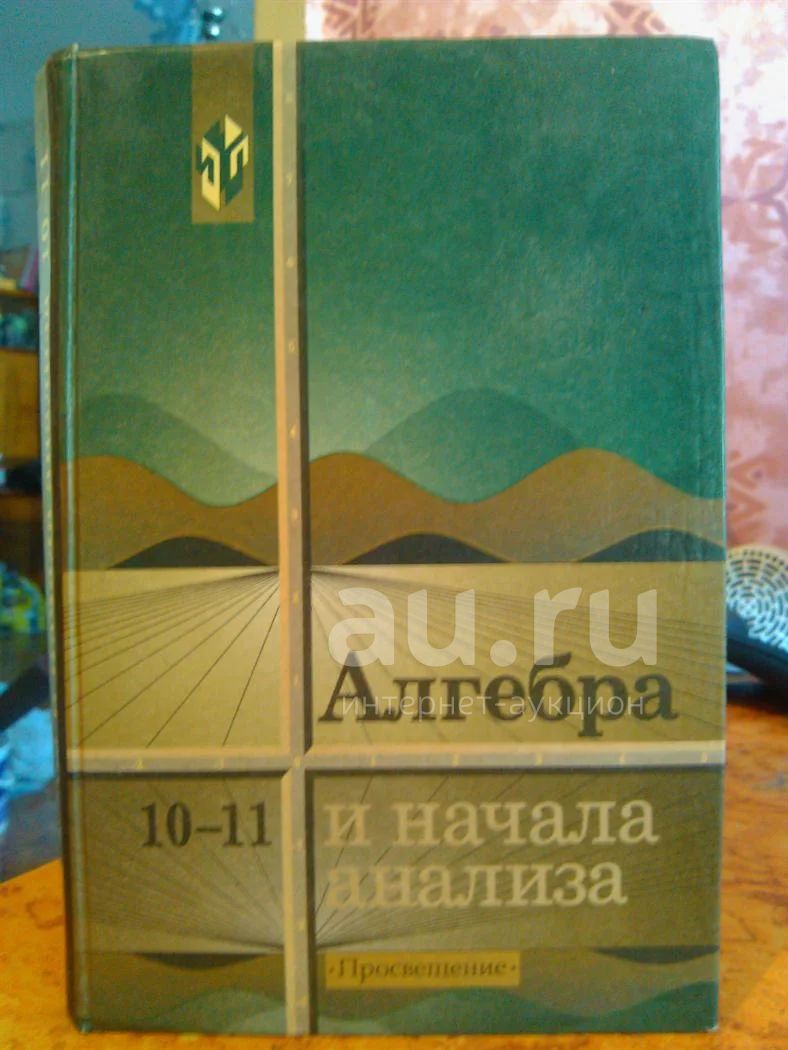 au.ru
Алгебра
интернет-аукцион
10–11
и начала
анализа
·Просвещение·